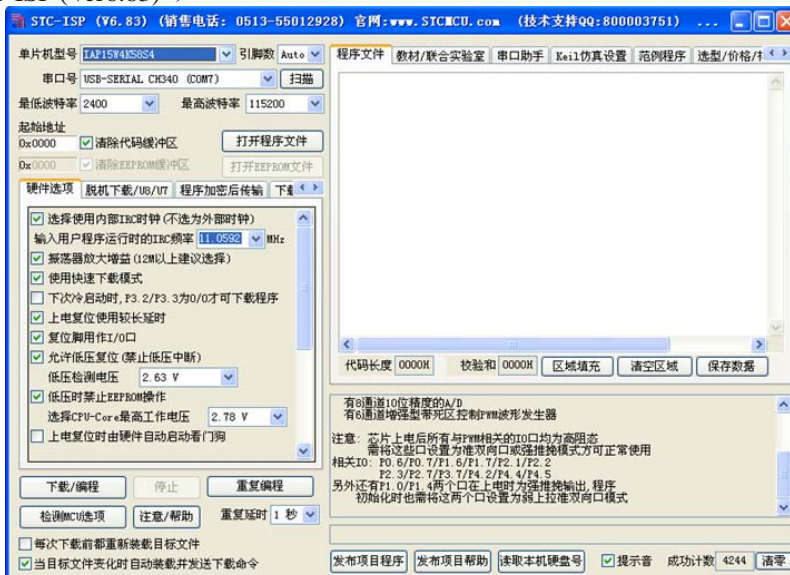 -ISP (V6.83)
STC-ISP (V6.83) (销售电话: 0513-55012928) 官网:www.STCMCU.com (技术支持QQ:800003751) ...
单片机型号 IAP15W4K58S4 引脚数 Auto
串口号 USB-SERIAL CH340 (COM7) 扫描
最低波特率 2400 最高波特率 115200
起始地址
0x0000 清除代码缓冲区 打开程序文件
0x0000 清除EEPROM缓冲区 打开EEPROM文件
硬件选项 脱机下载/U8/U7 程序加密后传输
选择使用内部IRC时钟(不选为外部时钟)
输入用户程序运行时的IRC频率 11.0592 MHz
振荡器放大增益(12M以上建议选择)
使用快速下载模式
下次冷启动时,P3.2/P3.3为0/0才可下载程序
上电复位使用较长延时
复位脚用作I/O口
允许低压复位(禁止低压中断)
低压检测电压 2.63 V
低压时禁止EEPROM操作
选择CPU-Core最高工作电压 2.78 V
上电复位时由硬件自动启动看门狗
下载/编程 停止 重复编程
检测MCU选项 注意/帮助 重复延时 1 秒
每次下载前都重新装载目标文件
当目标文件变化时自动装载并发送下载命令
程序文件 教材/联合实验室 串口助手 Keil仿真设置 范例程序 选型/价格/
代码长度 0000H 校验和 0000H 区域填充 清空区域 保存数据
有8通道10位精度的A/D
有6通道增强型带死区控制PWM波形发生器
注意: 芯片上电后所有与PWM相关的IO口均为高阻态
需将这些口设置为准双向口或强推挽模式方可正常使用
相关IO: P0.6/P0.7/P1.6/P1.7/P2.1/P2.2
P2.3/P2.7/P3.7/P4.2/P4.4/P4.5
另外还有P1.0/P1.4两个口在上电时为强推挽输出,程序
初始化时也需将这两个口设置为弱上拉准双向口模式
发布项目程序 发布项目帮助 读取本机硬盘号 提示音 成功计数 4244 清零